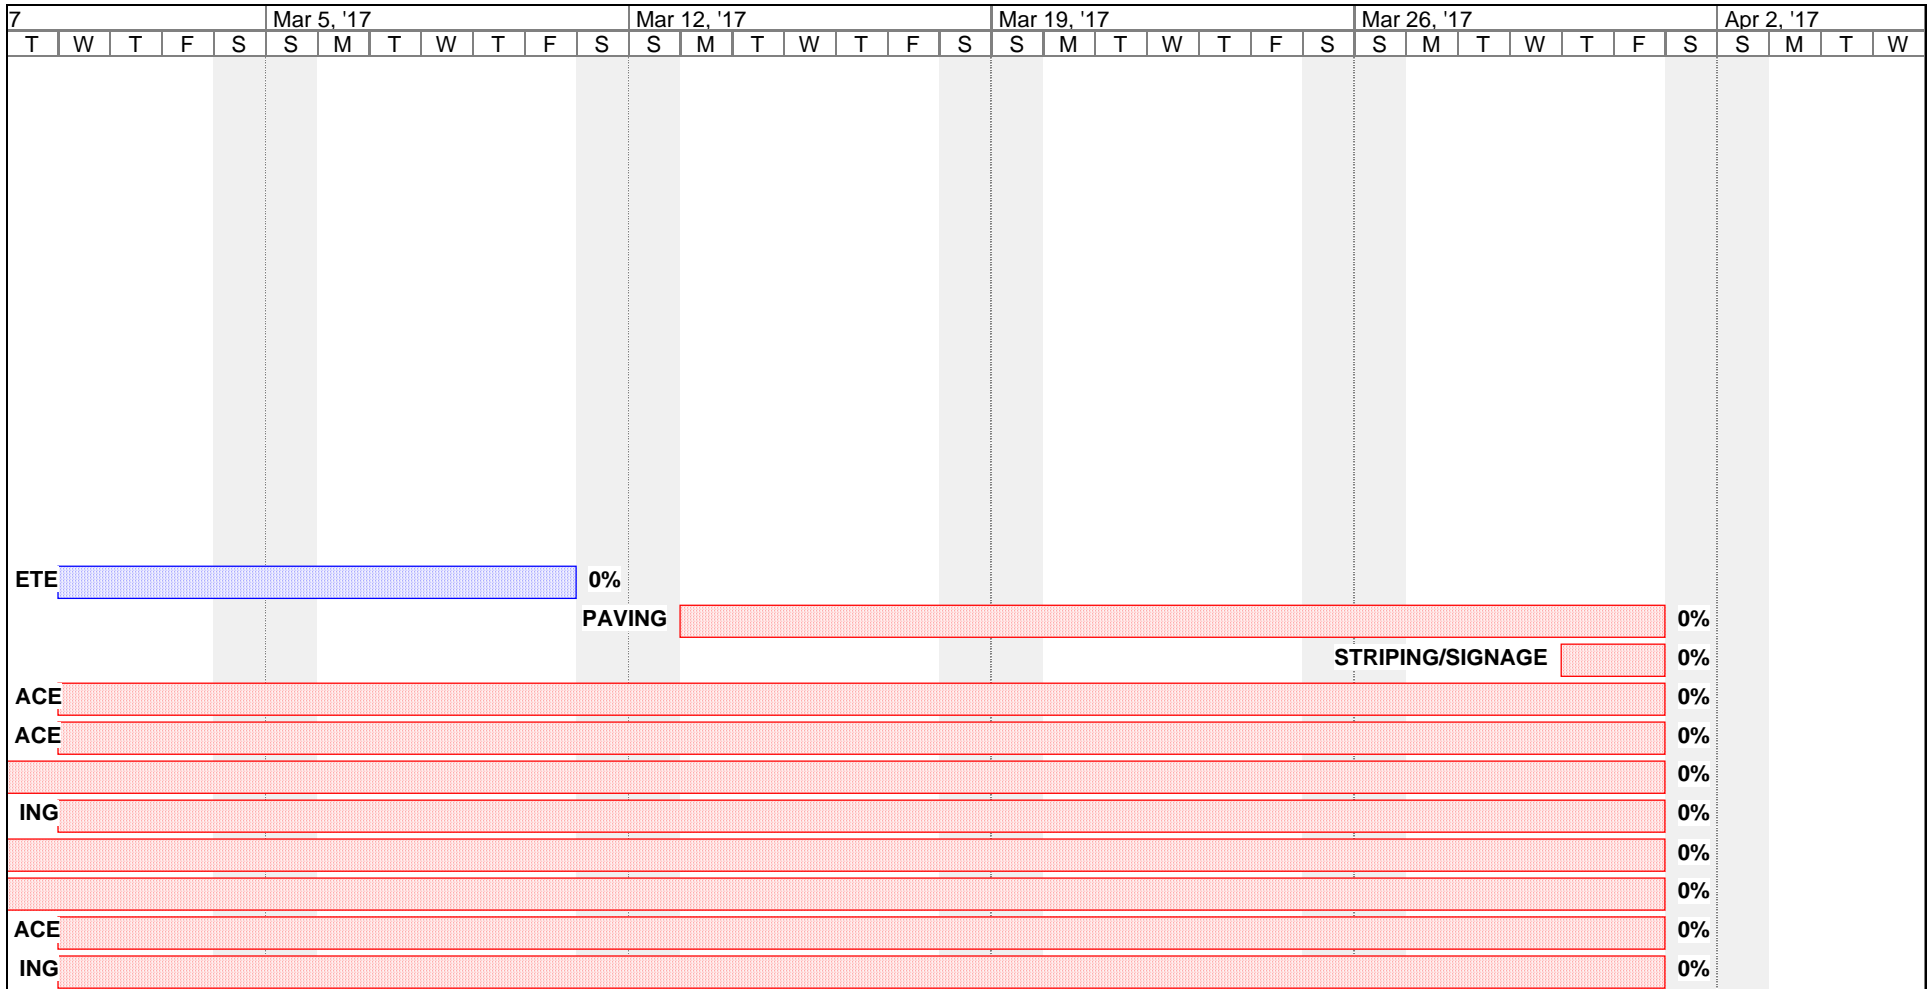 7 Mar 5, '17 Mar 12, '17 Mar 19, '17 Mar 26, '17 Apr 2, '17
T W T F S S M T W T F S S M T W T F S S M T W T F S S M T W T F S S M T W
ETE 0%
PAVING 0%
STRIPING/SIGNAGE 0%
ACE 0%
ACE 0%
0%
ING 0%
0%
0%
ACE 0%
ING 0%